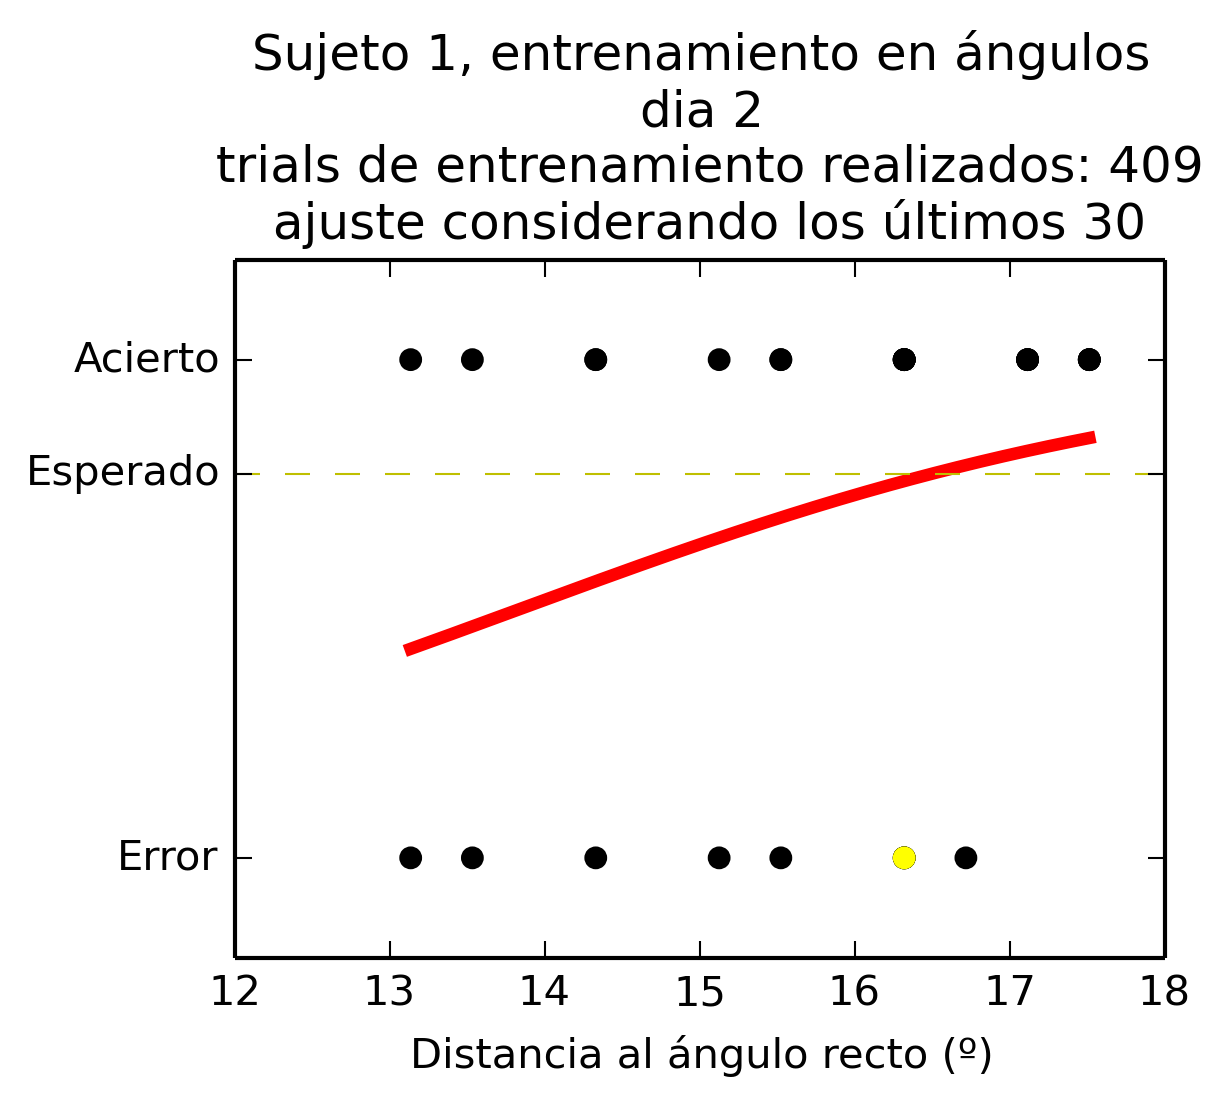 Sujeto 1, entrenamiento en ángulos
dia 2
trials de entrenamiento realizados: 409
ajuste considerando los últimos 30
Acierto
Esperado
Error
12 13 14 15 16 17 18
Distancia al ángulo recto (º)